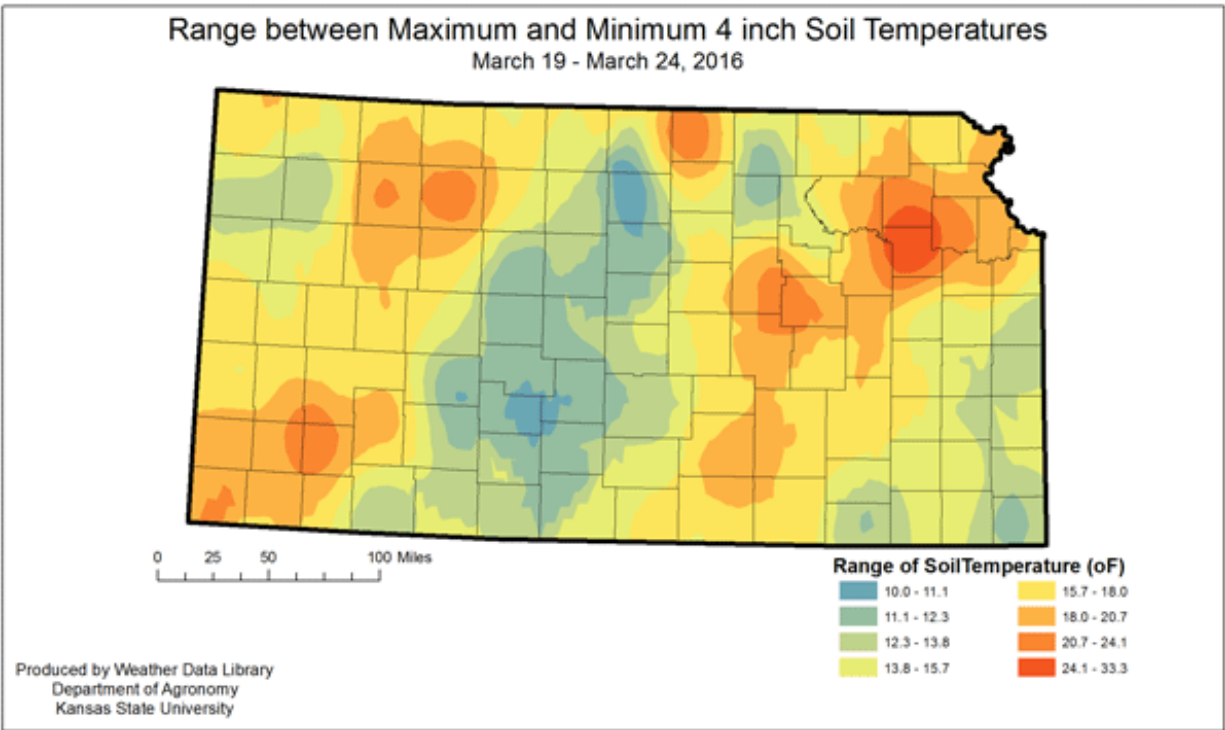 Range between Maximum and Minimum 4 inch Soil Temperatures
March 19 - March 24, 2016
0 25 50 100 Miles
Range of SoilTemperature (oF)
10.0 - 11.1 15.7 - 18.0
11.1 - 12.3 18.0 - 20.7
12.3 - 13.8 20.7 - 24.1
13.8 - 15.7 24.1 - 33.3
Produced by Weather Data Library
Department of Agronomy
Kansas State University